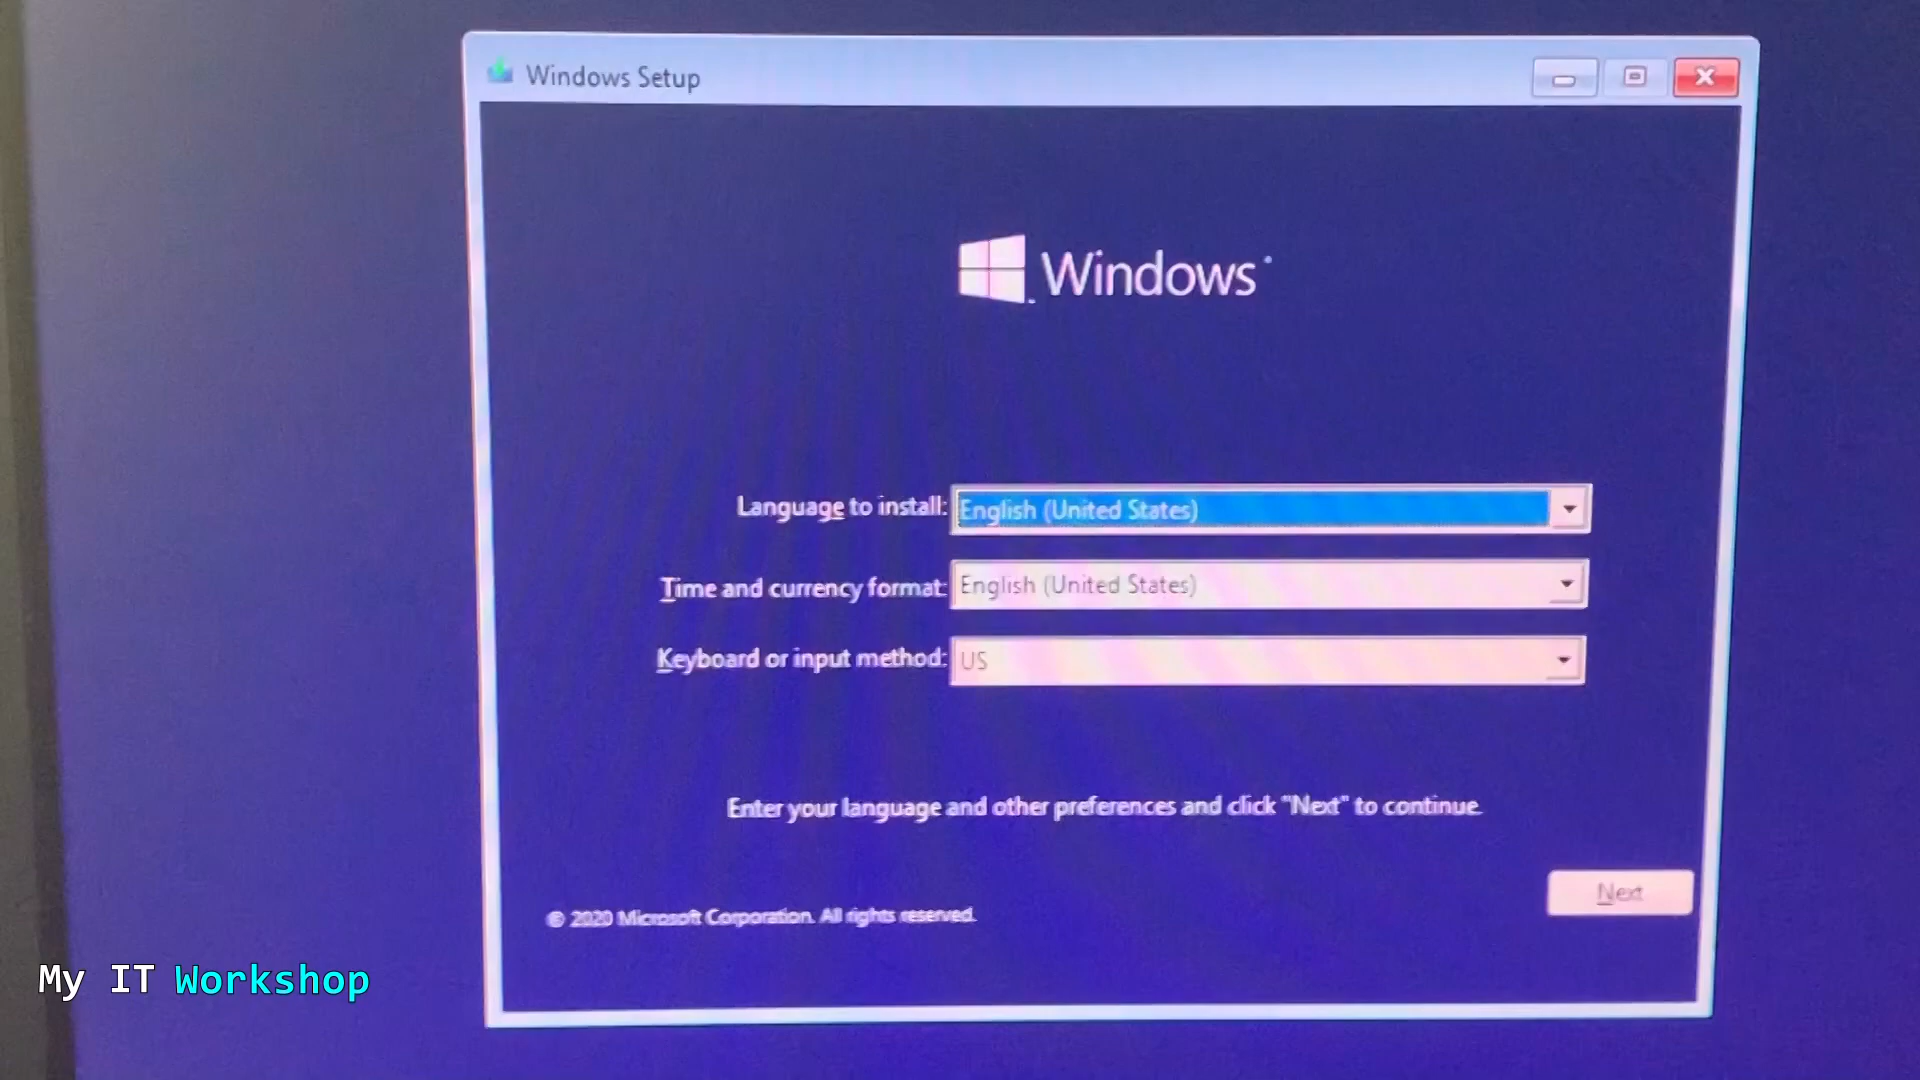 Windows Setup
Windows
Language to install: English (United States)
Time and currency format: English (United States)
Keyboard or input method: US
Enter your language and other preferences and click "Next" to continue.
Next
© 2020 Microsoft Corporation. All rights reserved.
My IT Workshop